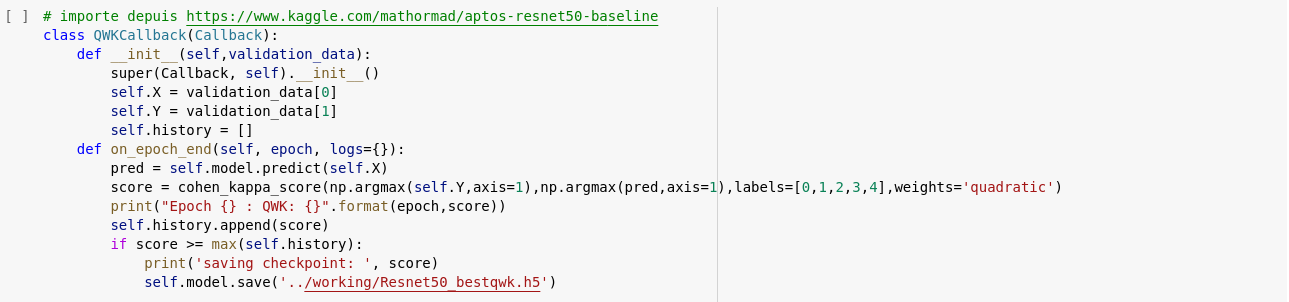 [ ] # importe depuis https://www.kaggle.com/mathormad/aptos-resnet50-baseline
class QWKCallback(Callback):
    def __init__(self,validation_data):
        super(Callback, self).__init__()
        self.X = validation_data[0]
        self.Y = validation_data[1]
        self.history = []
    def on_epoch_end(self, epoch, logs={}):
        pred = self.model.predict(self.X)
        score = cohen_kappa_score(np.argmax(self.Y,axis=1),np.argmax(pred,axis=1),labels=[0,1,2,3,4],weights='quadratic')
        print("Epoch {} : QWK: {}".format(epoch,score))
        self.history.append(score)
        if score >= max(self.history):
            print('saving checkpoint: ', score)
            self.model.save('../working/Resnet50_bestqwk.h5')